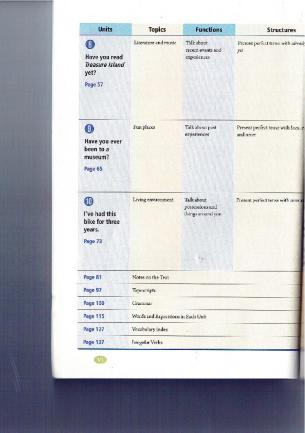 Units Topics Functions Structures
8 Literature and music Talk about Present perfect tense with
Have you read recent events and yet
Treasure Island experiences
yet?
Page 57
9 Fun places Talk about past Present perfect tense with
Have you ever experiences and never
been to a
museum?
Page 65
10 Living environment Talk about Present perfect tense with
I've had this possessions and
bike for three things around you
years.
Page 73
Page 81 Notes on the Text
Page 97 Tapescripts
Page 108 Grammar
Page 115 Words and Expressions in Each Unit
Page 127 Vocabulary Index
Page 137 Irregular Verbs